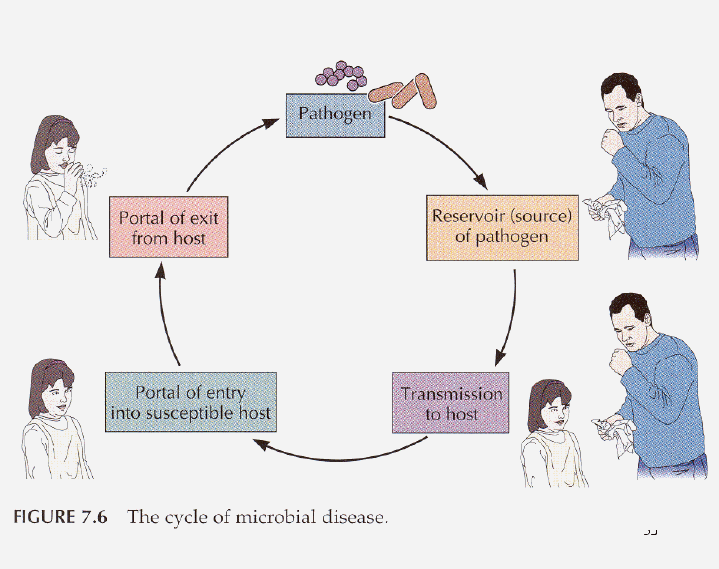 Pathogen
Reservoir (source)
of pathogen
Transmission
to host
Portal of entry
into susceptible host
Portal of exit
from host
FIGURE 7.6 The cycle of microbial disease.